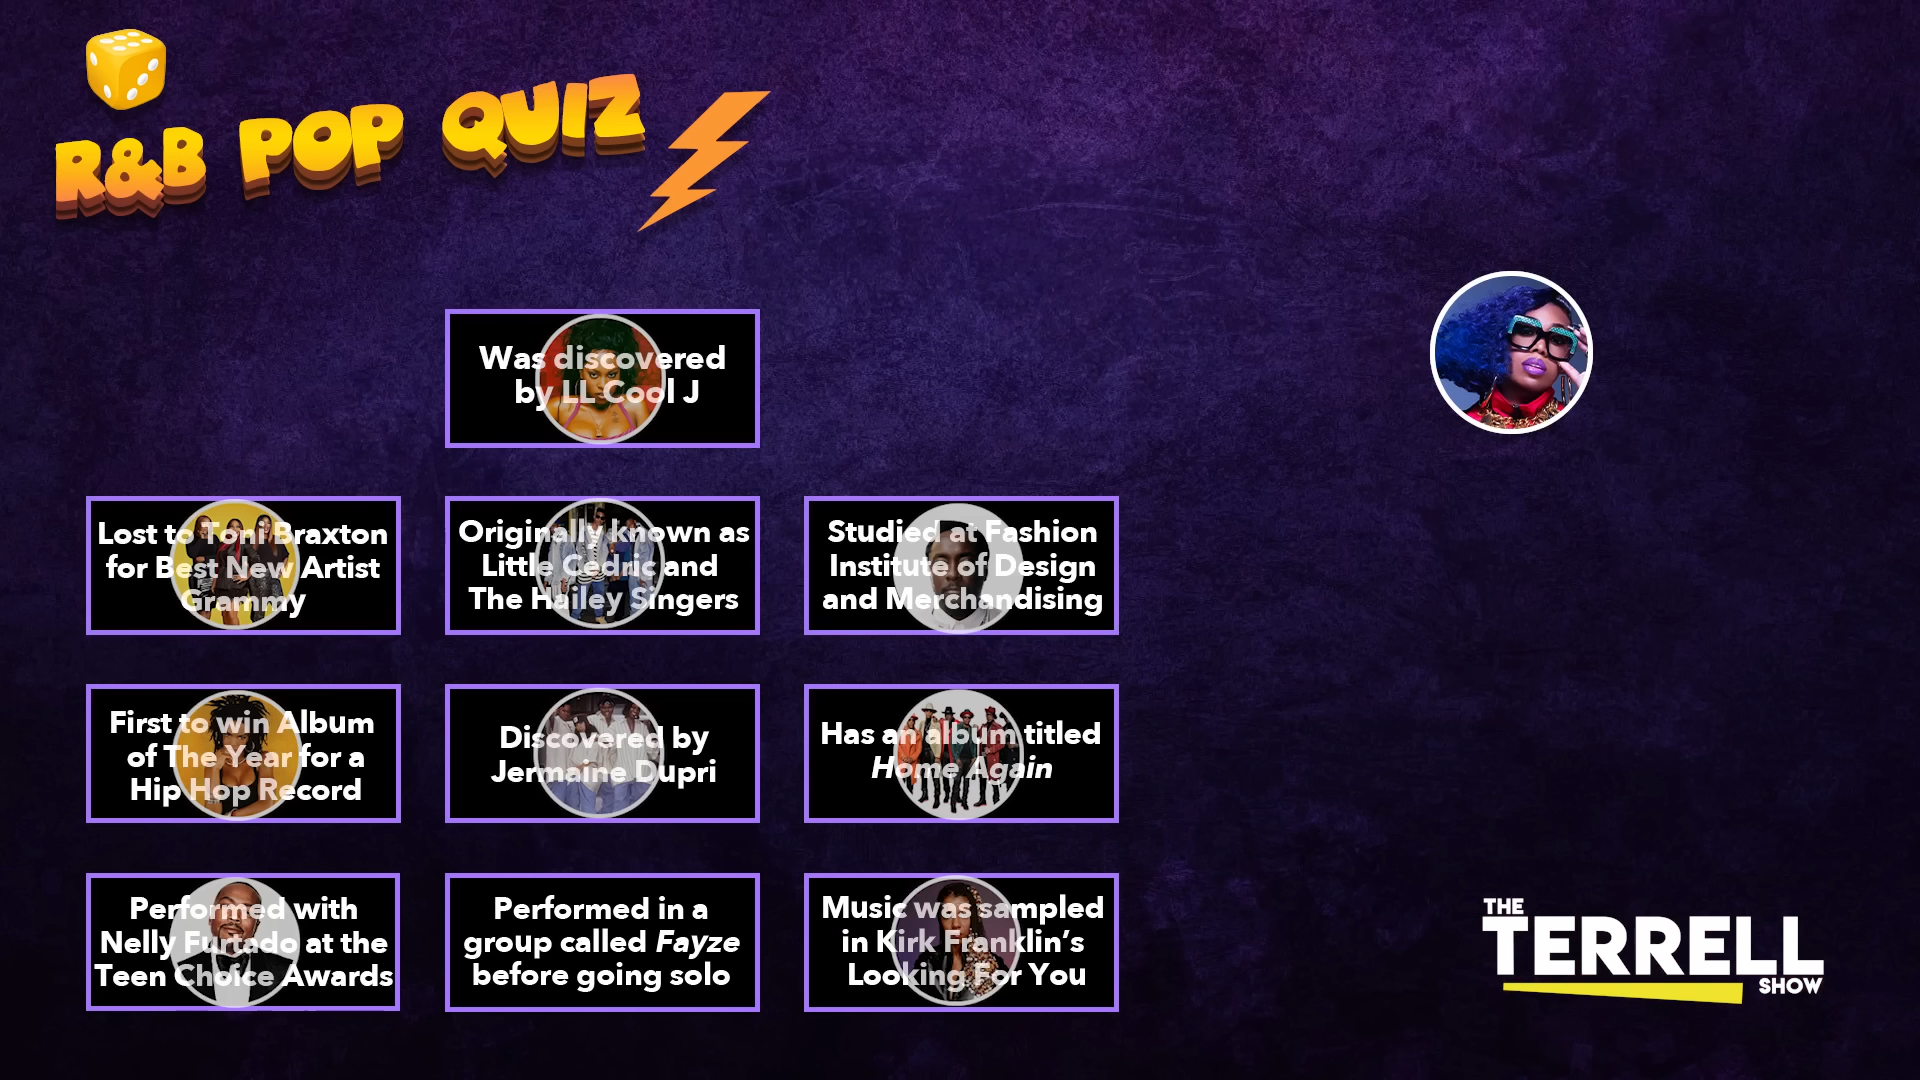 R&B POP QUIZ
Was discovered
by LL Cool J
Lost to Toni Braxton
for Best New Artist
Grammy
Originally known as
Little Cedric and
The Hailey Singers
Studied at Fashion
Institute of Design
and Merchandising
First to win Album
of The Year for a
Hip Hop Record
Discovered by
Jermaine Dupri
Has an album titled
Home Again
Performed with
Nelly Furtado at the
Teen Choice Awards
Performed in a
group called Fayze
before going solo
Music was sampled
in Kirk Franklin's
Looking For You
THE
TERRELL
SHOW